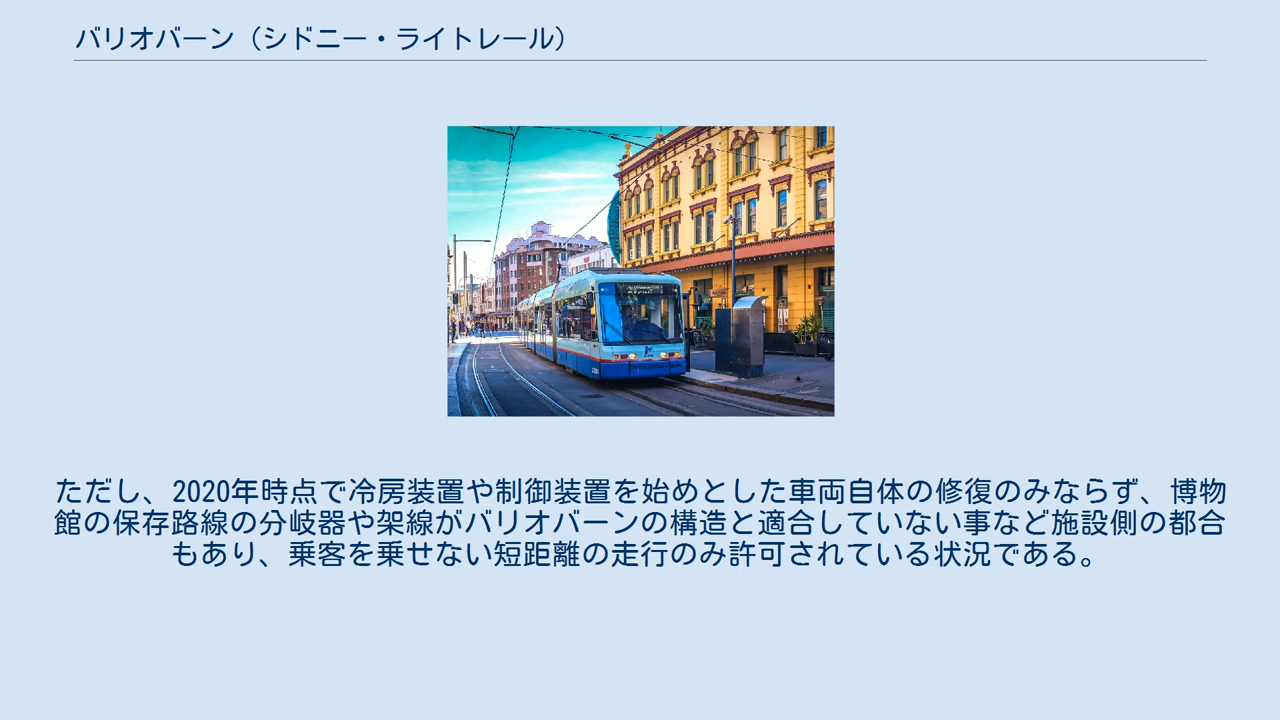 バリオバーン（シドニー・ライトレール）
ただし、2020年時点で冷房装置や制御装置を始めとした車両自体の修復のみならず、博物
館の保存路線の分岐器や架線がバリオバーンの構造と適合していない事など施設側の都合
もあり、乗客を乗せない短距離の走行のみ許可されている状況である。